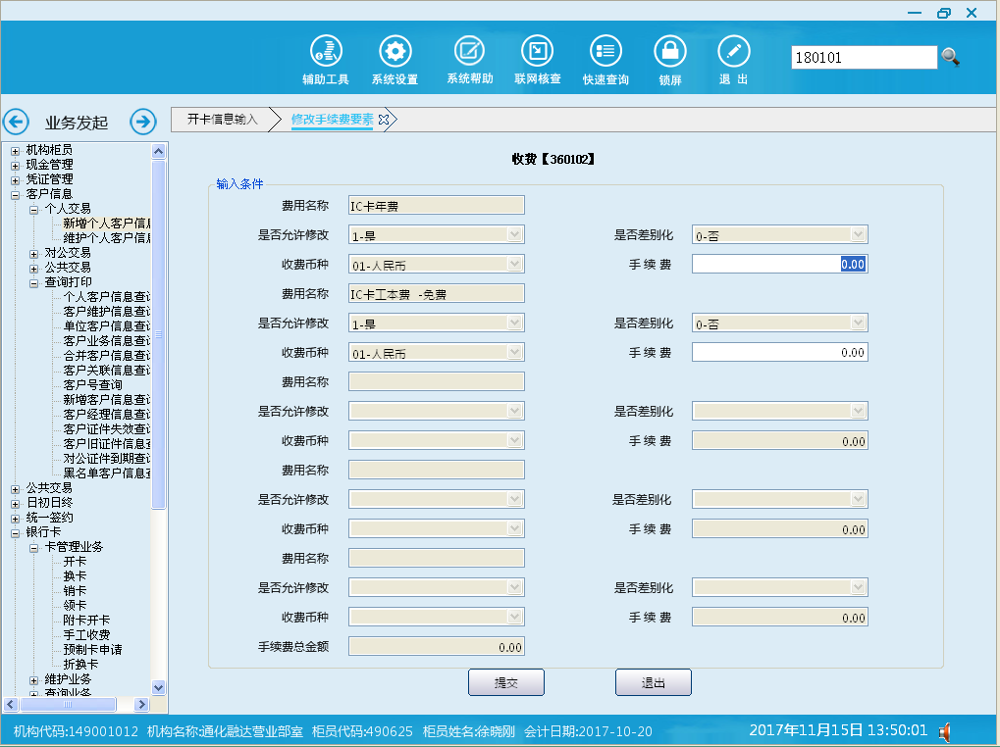 辅助工具 系统设置 系统帮助 联网核查 快速查询 锁屏 退 出
180101
业务发起
开卡信息输入 修改手续费要素
机构柜员
现金管理
凭证管理
客户信息
个人交易
新增个人客户信息
维护个人客户信息
对公交易
公共交易
查询打印
个人客户信息查询
客户维护信息查询
单位客户信息查询
客户业务信息查询
合并客户信息查询
客户关联信息查询
客户号查询
新增客户信息查询
客户经理信息查询
客户证件失效查询
客户旧证件信息查
对公证件到期查询
黑名单客户信息查
公共交易
日初日终
统一签约
银行卡
卡管理业务
开卡
换卡
销卡
领卡
附卡开卡
手工收费
预制卡申请
折换卡
维护业务
查询业务
收费【360102】
输入条件
费用名称 IC卡年费
是否允许修改 1-是 是否差别化 0-否
收费币种 01-人民币 手 续 费 0.00
费用名称 IC卡工本费 -免费
是否允许修改 1-是 是否差别化 0-否
收费币种 01-人民币 手 续 费 0.00
费用名称
是否允许修改 是否差别化
收费币种 手 续 费 0.00
费用名称
是否允许修改 是否差别化
收费币种 手 续 费 0.00
费用名称
是否允许修改 是否差别化
收费币种 手 续 费 0.00
手续费总金额 0.00
提交 退出
机构代码:149001012 机构名称:通化融达营业部室 柜员代码:490625 柜员姓名:徐晓刚 会计日期:2017-10-20 2017年11月15日 13:50:01